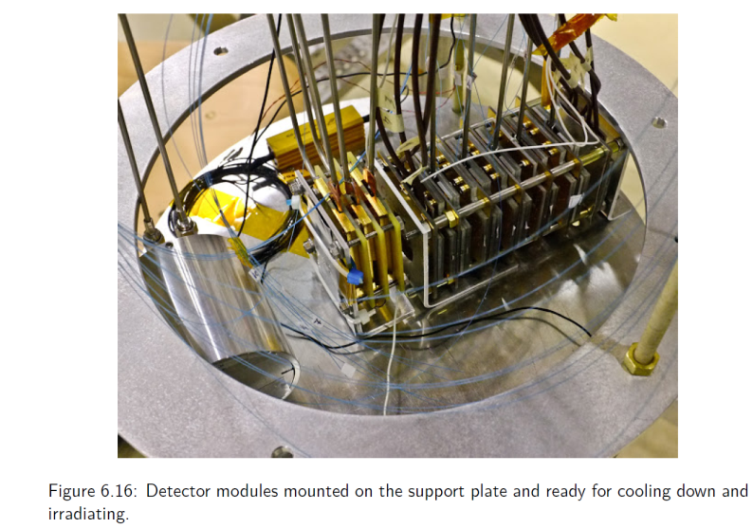 Figure 6.16: Detector modules mounted on the support plate and ready for cooling down and
irradiating.